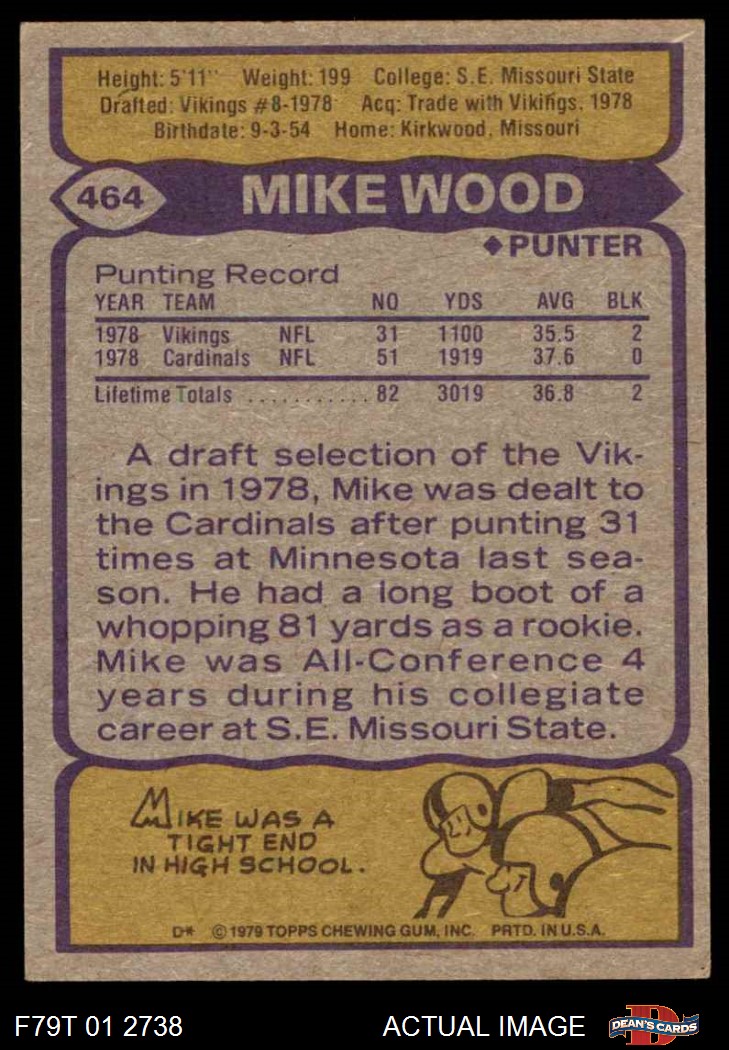 Height: 5'11" Weight: 199 College: S.E. Missouri State
Drafted: Vikings #8-1978 Acq: Trade with Vikings, 1978
Birthdate: 9-3-54 Home: Kirkwood, Missouri
464 MIKE WOOD
◆PUNTER
Punting Record
YEAR TEAM NO YDS AVG BLK
1978 Vikings NFL 31 1100 35.5 2
1978 Cardinals NFL 51 1919 37.6 0
Lifetime Totals ........... 82 3019 36.8 2
A draft selection of the Vik-
ings in 1978, Mike was dealt to
the Cardinals after punting 31
times at Minnesota last sea-
son. He had a long boot of a
whopping 81 yards as a rookie.
Mike was All-Conference 4
years during his collegiate
career at S.E. Missouri State.
MIKE WAS A
TIGHT END
IN HIGH SCHOOL.
D* © 1979 TOPPS CHEWING GUM, INC. PRTD. IN U.S.A.
F79T 01 2738 ACTUAL IMAGE D DEAN'S CARDS